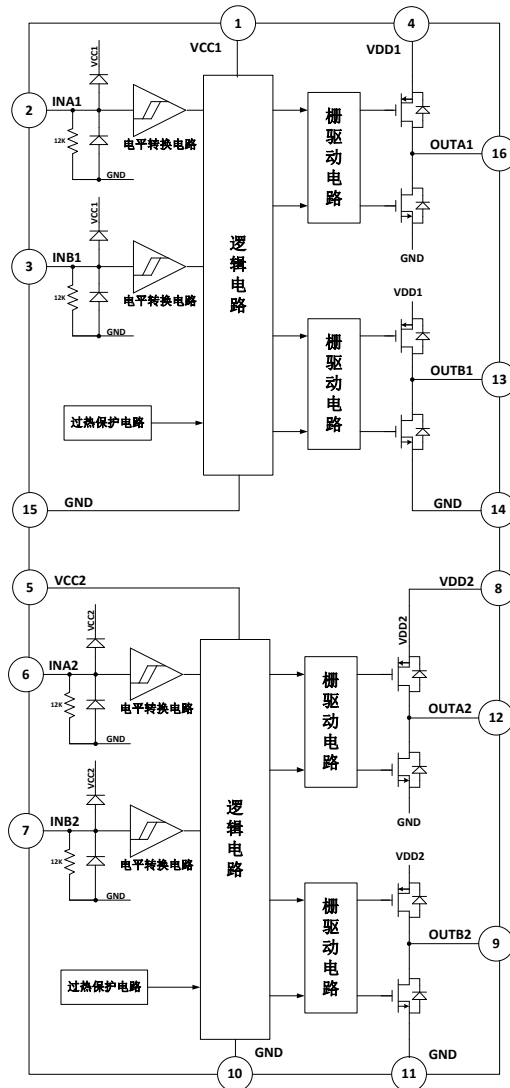 1
4
VCC1
VDD1
VCC1
2
INA1
12K
GND
电平转换电路
栅驱动电路
OUTA1
16
GND
VCC1
3
INB1
12K
GND
电平转换电路
逻辑电路
VDD1
栅驱动电路
OUTB1
13
过热保护电路
15
GND
GND
14
5
VCC2
VDD2
8
VCC2
VDD2
6
INA2
12K
GND
电平转换电路
栅驱动电路
OUTA2
12
GND
VCC2
7
INB2
12K
GND
电平转换电路
逻辑电路
VDD2
栅驱动电路
OUTB2
9
过热保护电路
10
GND
11
GND